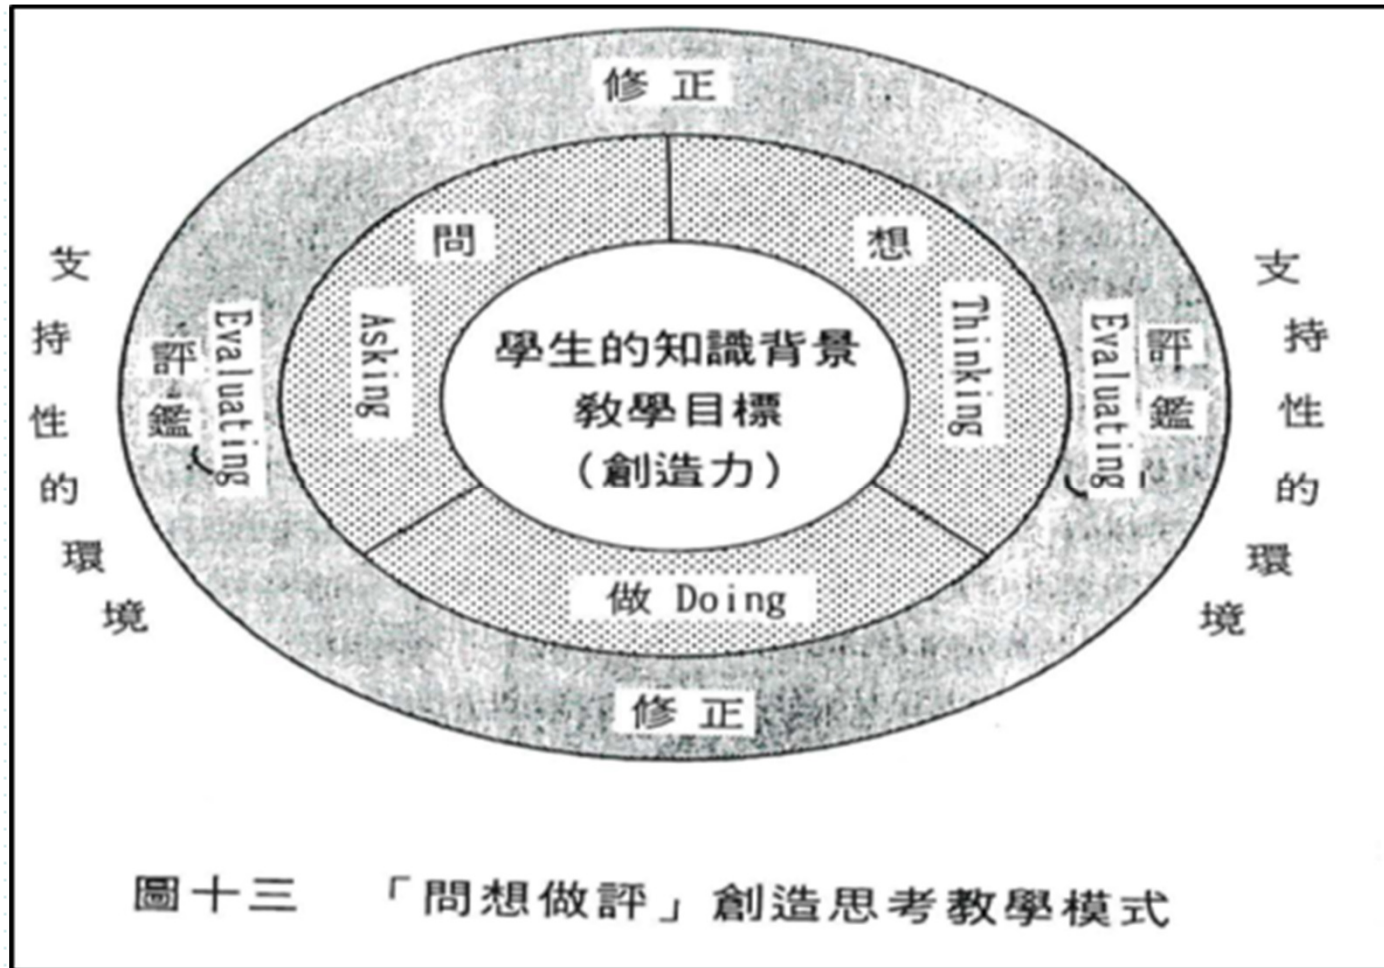 修正
問
想
Asking
Thinking
學生的知識背景
教學目標
(創造力)
評鑑
Evaluating
Evaluating
評鑑
做 Doing
修正
支持性的環境
支持性的環境
圖十三 「問想做評」創造思考教學模式